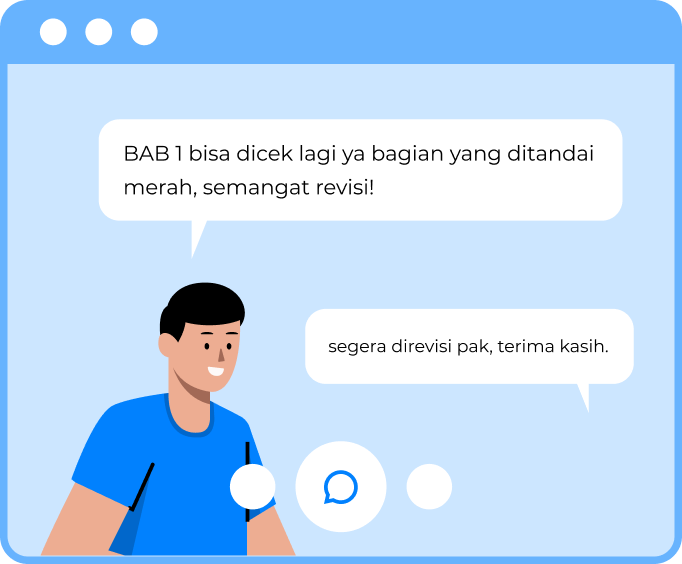 BAB 1 bisa dicek lagi ya bagian yang ditandai
merah, semangat revisi!
segera direvisi pak, terima kasih.